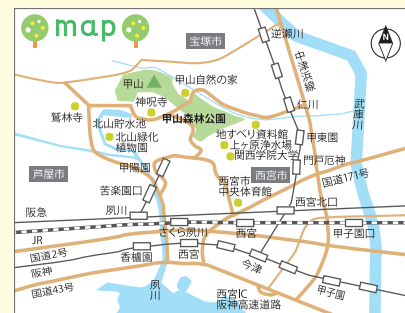 map
宝塚市
逆瀬川
N
中津浜線
武庫川
甲山
甲山自然の家
神呪寺
鷲林寺
甲山森林公園
仁川
北山貯水池
北山緑化
植物園
地すべり資料館
上ヶ原浄水場
関西学院大学
甲東園
門戸厄神
芦屋市
甲陽園
西宮市
国道171号
苦楽園口
西宮市
中央体育館
夙川
西宮北口
阪急
さくら夙川
西宮
甲子園口
JR
国道2号
香櫨園
西宮
今津
阪神
国道43号
夙川
甲子園
西宮IC
阪神高速道路